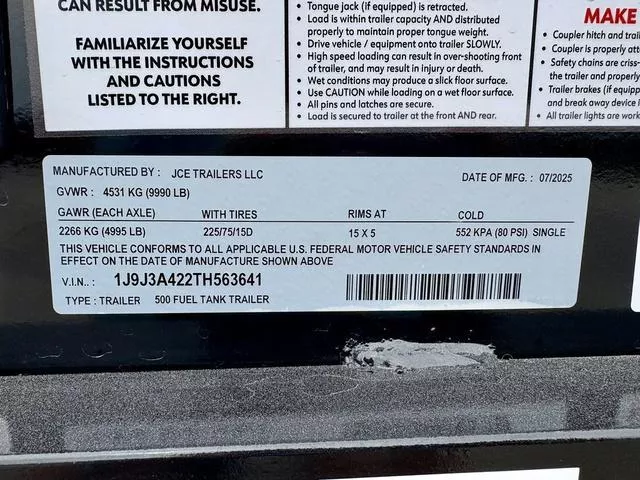 CAN RESULT FROM MISUSE.
FAMILIARIZE YOURSELF
WITH THE INSTRUCTIONS
AND CAUTIONS
LISTED TO THE RIGHT.
Tongue jack (if equipped) is retracted.
• Load is within trailer capacity AND distributed
properly to maintain proper tongue weight.
• Drive vehicle / equipment onto trailer SLOWLY.
• High speed loading can result in over-shooting front
of trailer, and may result in injury or death.
• Wet conditions may produce a slick floor surface.
• Use CAUTION while loading on a wet floor surface.
• All pins and latches are secure.
• Load is secured to trailer at the front AND rear.
MAKE
• Coupler hitch and trail
• Coupler is properly att
• Safety chains are criss-
the trailer and properly
• Trailer brakes (if equipp
and break away device i
• All trailer lights are work
MANUFACTURED BY : JCE TRAILERS LLC DATE OF MFG. : 07/2025
GVWR : 4531 KG (9990 LB)
GAWR (EACH AXLE) WITH TIRES RIMS AT COLD
2266 KG (4995 LB) 225/75/15D 15 X 5 552 KPA (80 PSI) SINGLE
THIS VEHICLE CONFORMS TO ALL APPLICABLE U.S. FEDERAL MOTOR VEHICLE SAFETY STANDARDS IN
EFFECT ON THE DATE OF MANUFACTURE SHOWN ABOVE
V.I.N.. : 1J9J3A422TH563641
TYPE : TRAILER 500 FUEL TANK TRAILER